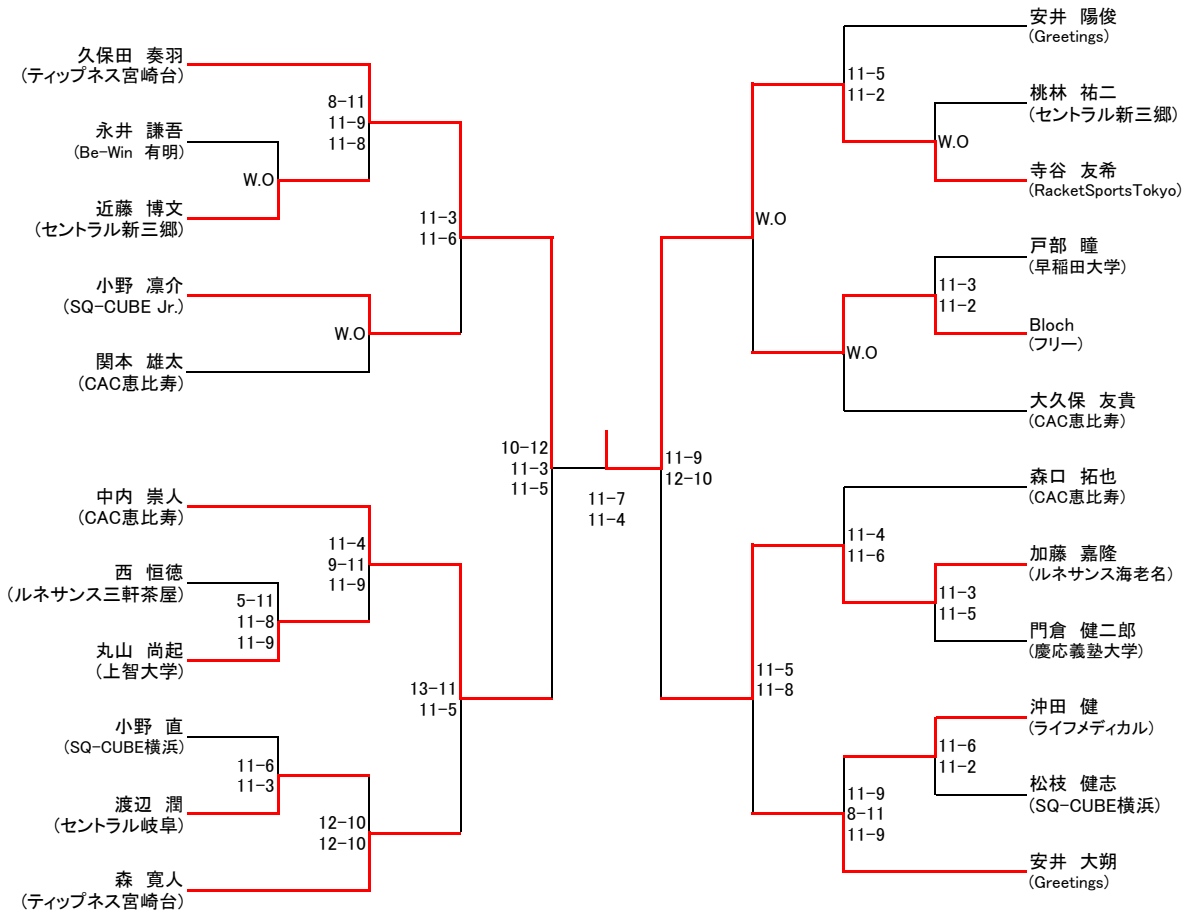 久保田 奏羽
(ティップネス宮崎台)
8-11
11-9
11-8
永井 謙吾
(Be-Win 有明)
W.O
近藤 博文
(セントラル新三郷)
11-3
11-6
小野 凛介
(SQ-CUBE Jr.)
W.O
関本 雄太
(CAC恵比寿)
10-12
11-3
11-5
中内 崇人
(CAC恵比寿)
11-4
9-11
11-9
西 恒徳
(ルネサンス三軒茶屋)
5-11
11-8
11-9
丸山 尚起
(上智大学)
13-11
11-5
小野 直
(SQ-CUBE横浜)
11-6
11-3
渡辺 潤
(セントラル岐阜)
12-10
12-10
森 寛人
(ティップネス宮崎台)
11-7
11-4
安井 陽俊
(Greetings)
11-5
11-2
桃林 祐二
(セントラル新三郷)
W.O
寺谷 友希
(RacketSportsTokyo)
W.O
戸部 瞳
(早稲田大学)
11-3
11-2
Bloch
(フリー)
W.O
大久保 友貴
(CAC恵比寿)
11-9
12-10
森口 拓也
(CAC恵比寿)
11-4
11-6
加藤 嘉隆
(ルネサンス海老名)
11-3
11-5
門倉 健二郎
(慶応義塾大学)
11-5
11-8
沖田 健
(ライフメディカル)
11-6
11-2
松枝 健志
(SQ-CUBE横浜)
11-9
8-11
11-9
安井 大朔
(Greetings)